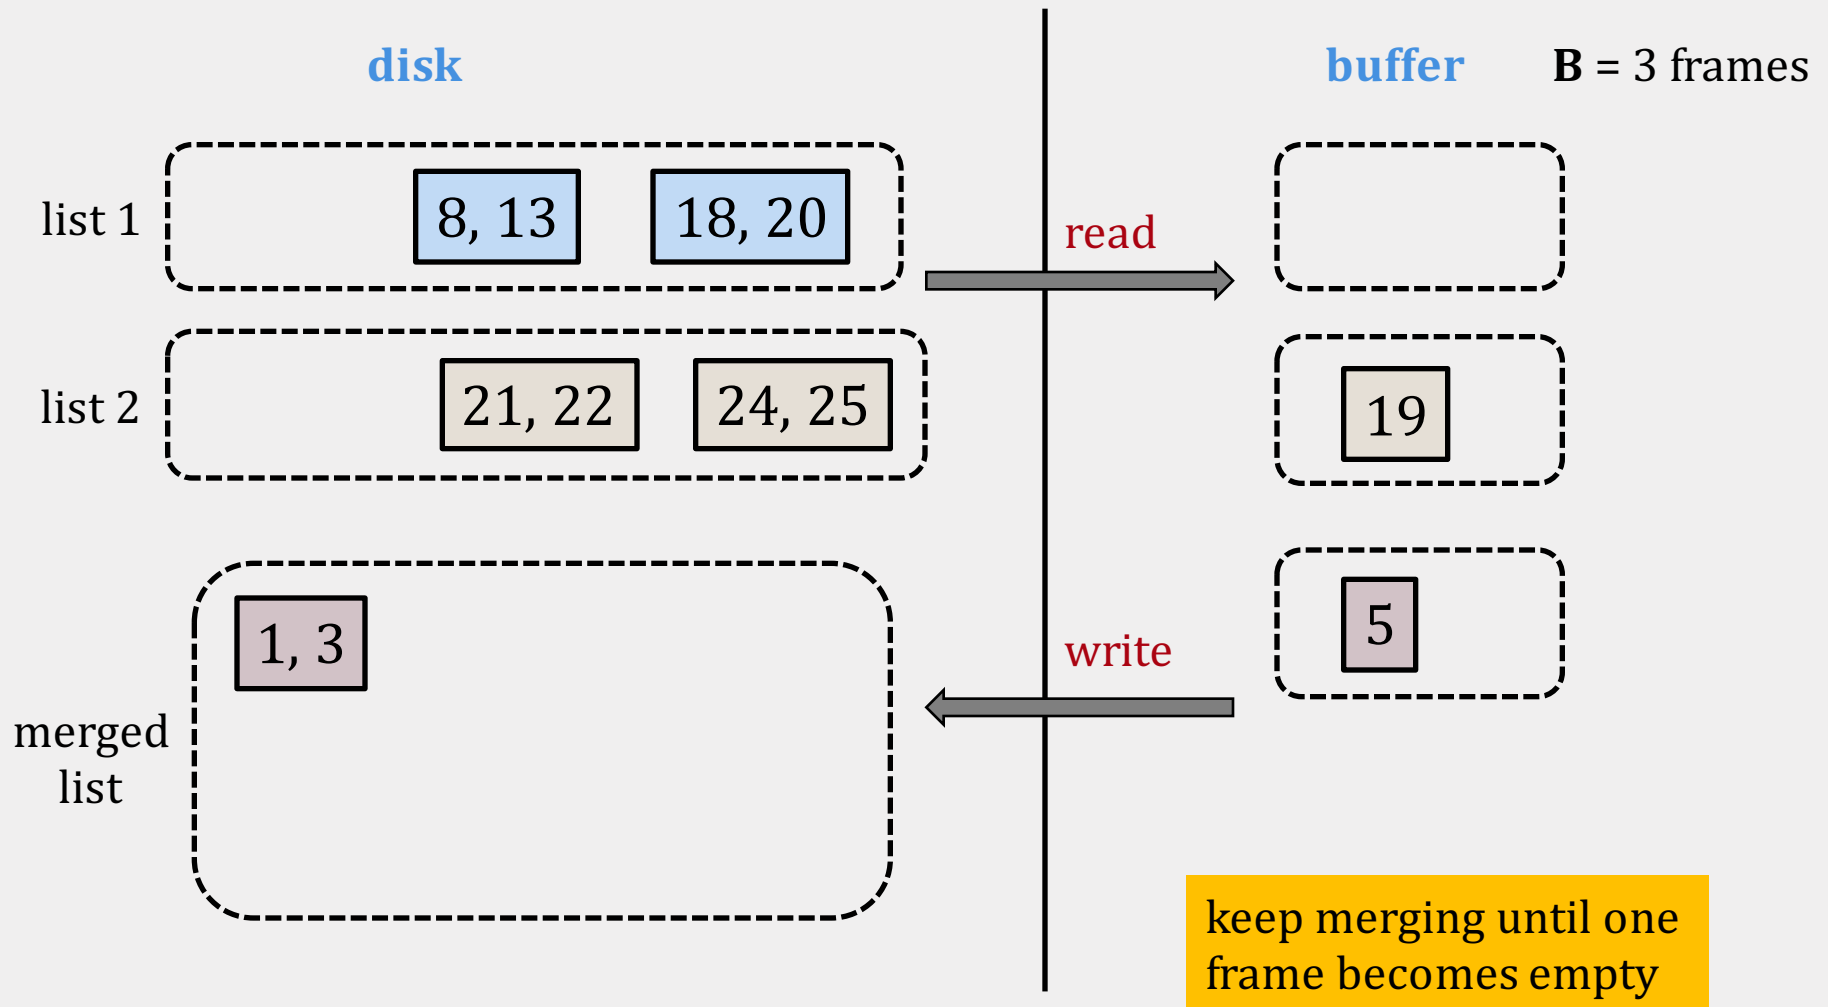 disk
buffer
B = 3 frames
list 1
8, 13
18, 20
read
list 2
21, 22
24, 25
19
1, 3
5
write
merged
list
keep merging until one
frame becomes empty